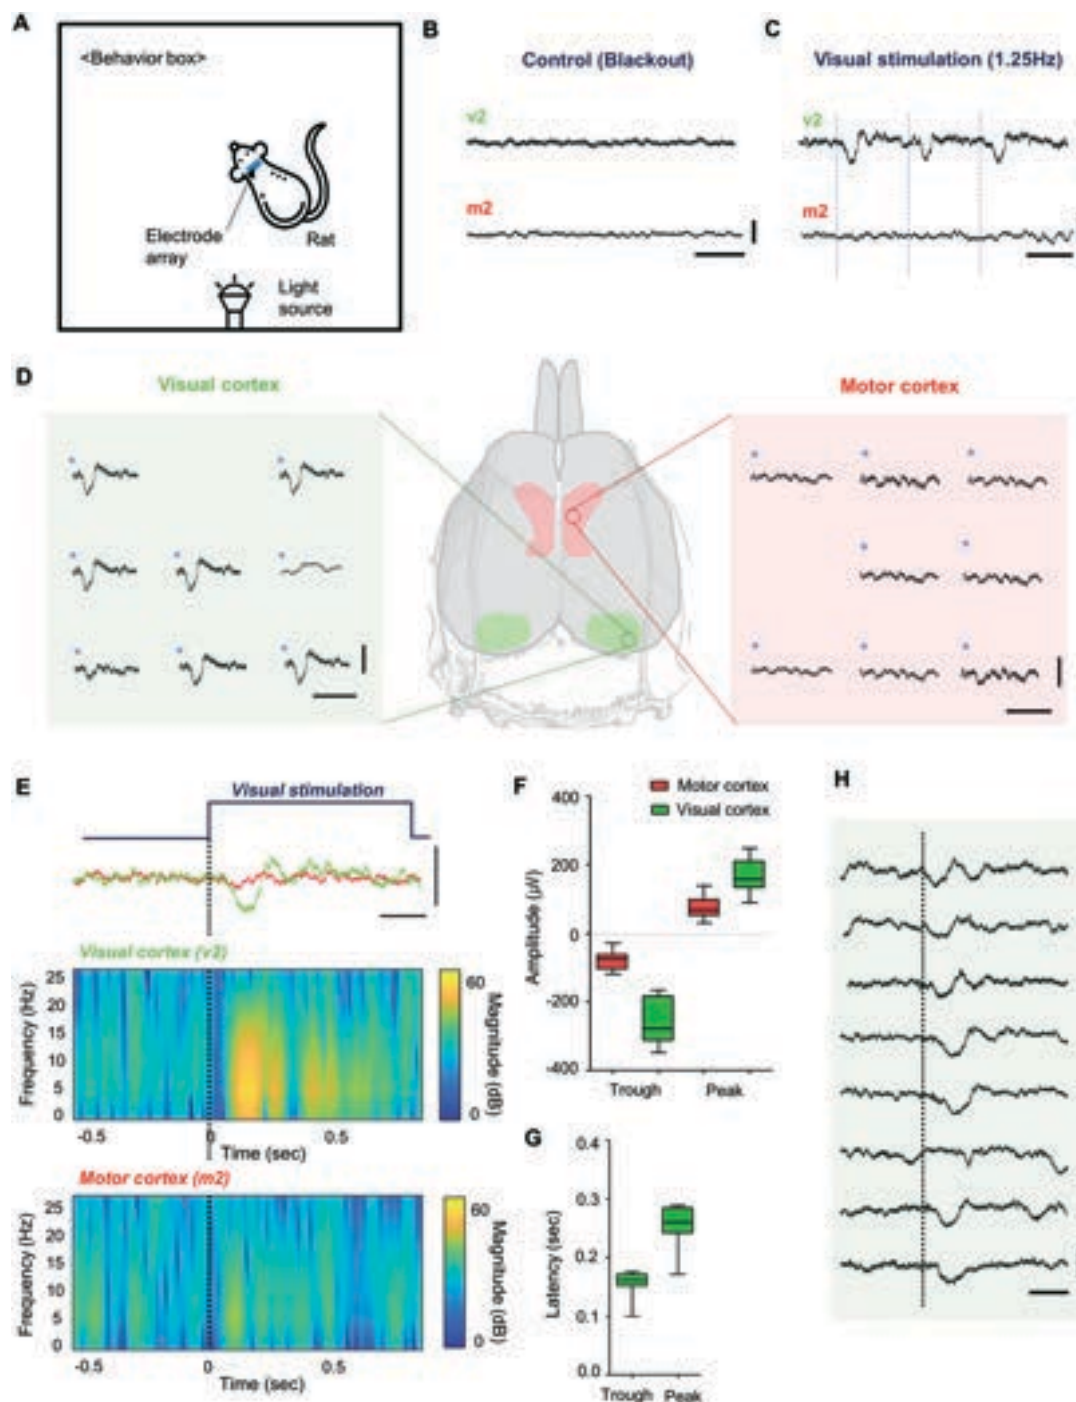 A
<Behavior box>
Electrode
array
Rat
Light
source
B
Control (Blackout)
v2
m2
C
Visual stimulation (1.25Hz)
v2
m2
D
Visual cortex
Motor cortex
E
Visual stimulation
Visual cortex (v2)
Frequency (Hz)
25
20
15
10
5
0
-0.5
0
0.5
Time (sec)
60
0
Magnitude (dB)
Motor cortex (m2)
Frequency (Hz)
25
20
15
10
5
0
-0.5
0
0.5
Time (sec)
60
0
Magnitude (dB)
F
Motor cortex
Visual cortex
Amplitude (μV)
400
200
0
-200
-400
Trough
Peak
G
Latency (sec)
0.4
0.3
0.2
0.1
0.0
Trough
Peak
H